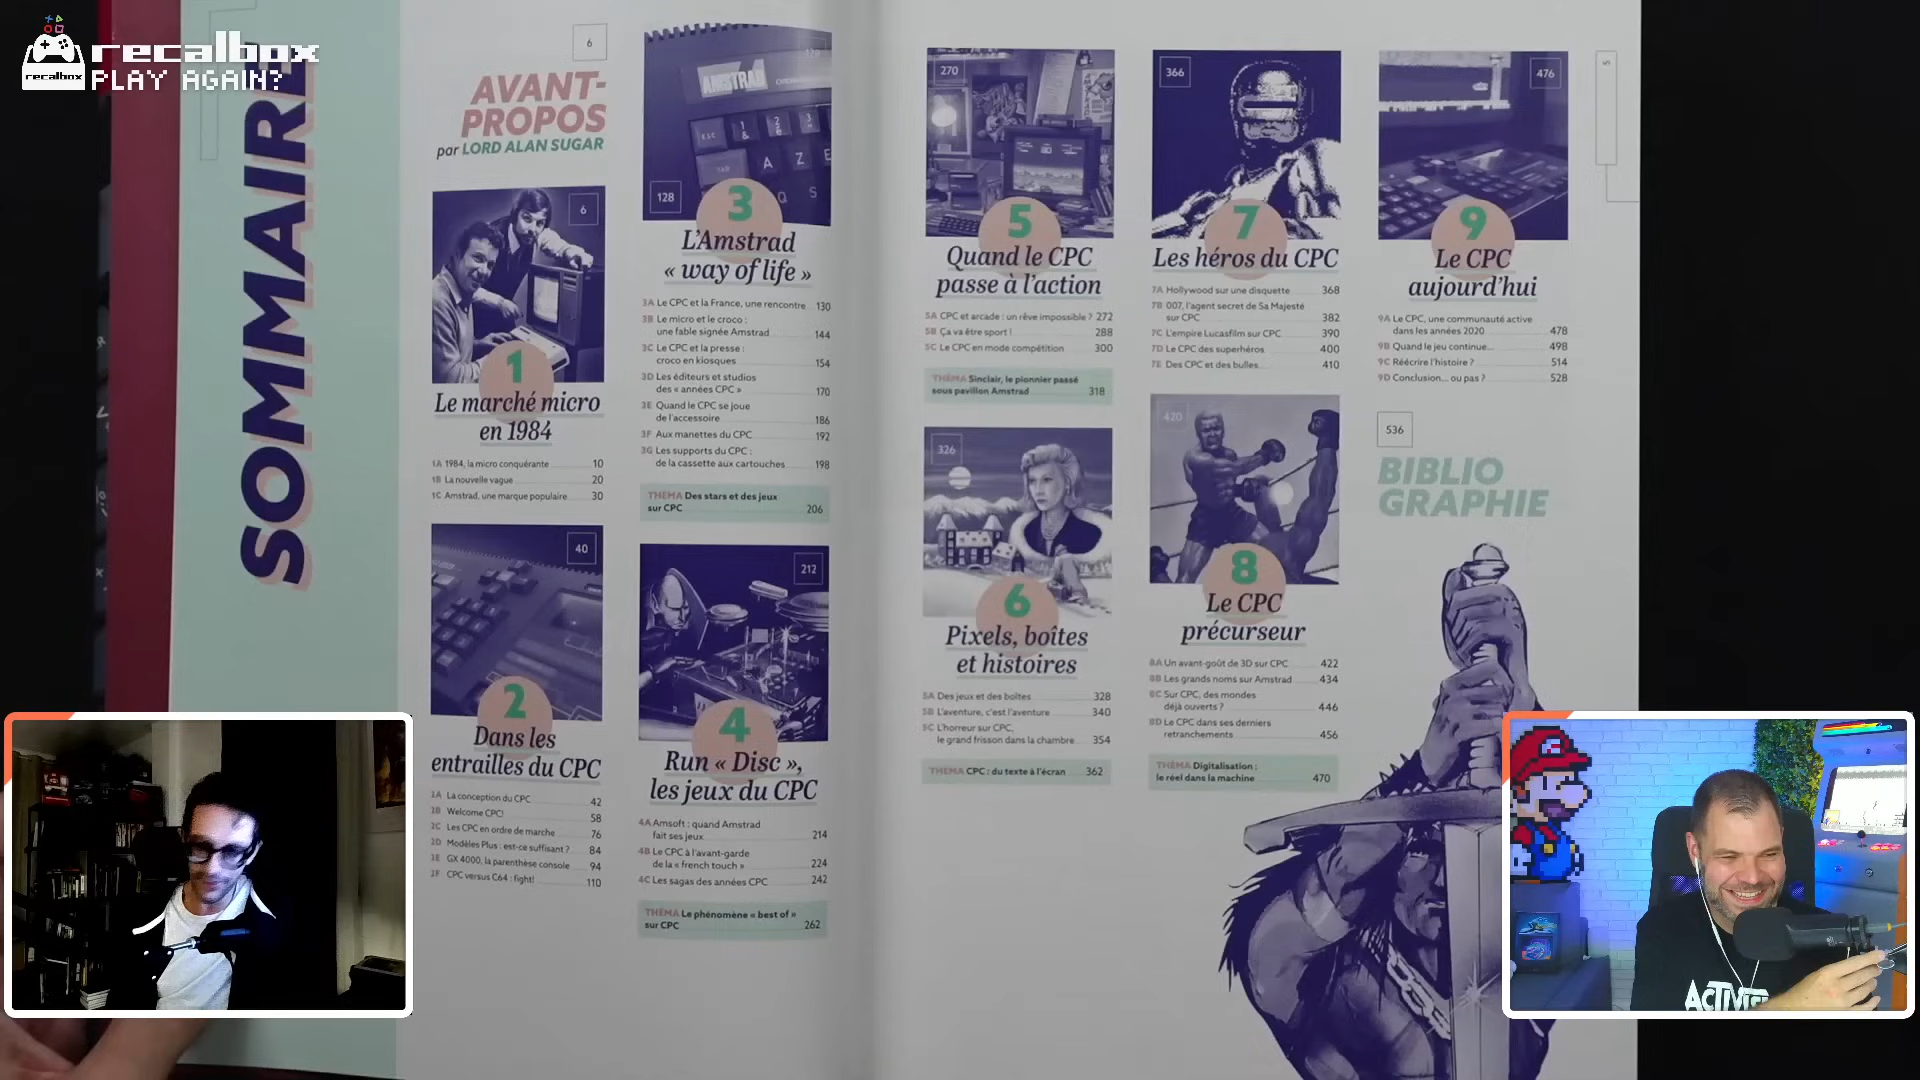 recalbox
recalbox
PLAY AGAIN?
SOMMAIRE
6
AVANT-
PROPOS
par LORD ALAN SUGAR
6
1
Le marché micro
en 1984
1A 1984, la micro conquérante 10
1B La nouvelle vague 20
1C Amstrad, une marque populaire 30
40
2
Dans les
entrailles du CPC
2A La conception du CPC 42
2B Welcome CPC! 58
2C Les CPC en ordre de marche 76
2D Modèles Plus : est-ce suffisant ? 84
2E GX 4000, la parenthèse console 94
2F CPC versus C64 : fight! 110
AMSTRAD
ESC
1
&
2
é
3
TAB
A
Z
E
Q
S
128
3
L'Amstrad
« way of life »
3A Le CPC et la France, une rencontre 130
3B Le micro et le croco :
une fable signée Amstrad 144
3C Le CPC et la presse :
croco en kiosques 154
3D Les éditeurs et studios
des « années CPC » 170
3E Quand le CPC se joue
de l'accessoire 186
3F Aux manettes du CPC 192
3G Les supports du CPC :
de la cassette aux cartouches 198
THÉMA Des stars et des jeux
sur CPC 206
212
4
Run « Disc »,
les jeux du CPC
4A Amsoft : quand Amstrad
fait ses jeux 214
4B Le CPC à l'avant-garde
de la « french touch » 224
4C Les sagas des années CPC 242
THÉMA Le phénomène « best of »
sur CPC 262
270
5
Quand le CPC
passe à l'action
5A CPC et arcade : un rêve impossible ? 272
5B Ça va être sport ! 288
5C Le CPC en mode compétition 300
THÉMA Sinclair, le pionnier passé
sous pavillon Amstrad 318
326
6
Pixels, boîtes
et histoires
5A Des jeux et des boîtes 328
5B L'aventure, c'est l'aventure 340
5C L'horreur sur CPC,
le grand frisson dans la chambre 354
THÉMA CPC : du texte à l'écran 362
366
7
Les héros du CPC
7A Hollywood sur une disquette 368
7B 007, l'agent secret de Sa Majesté
sur CPC 382
7C L'empire Lucasfilm sur CPC 390
7D Le CPC des superhéros 400
7E Des CPC et des bulles 410
420
8
Le CPC
précurseur
8A Un avant-goût de 3D sur CPC 422
8B Les grands noms sur Amstrad 434
8C Sur CPC, des mondes
déjà ouverts ? 446
8D Le CPC dans ses derniers
retranchements 456
THÉMA Digitalisation :
le réel dans la machine 470
476
9
Le CPC
aujourd'hui
9A Le CPC, une communauté active
dans les années 2020 478
9B Quand le jeu continue... 498
9C Réécrire l'histoire ? 514
9D Conclusion... ou pas ? 528
536
BIBLIO
GRAPHIE
5